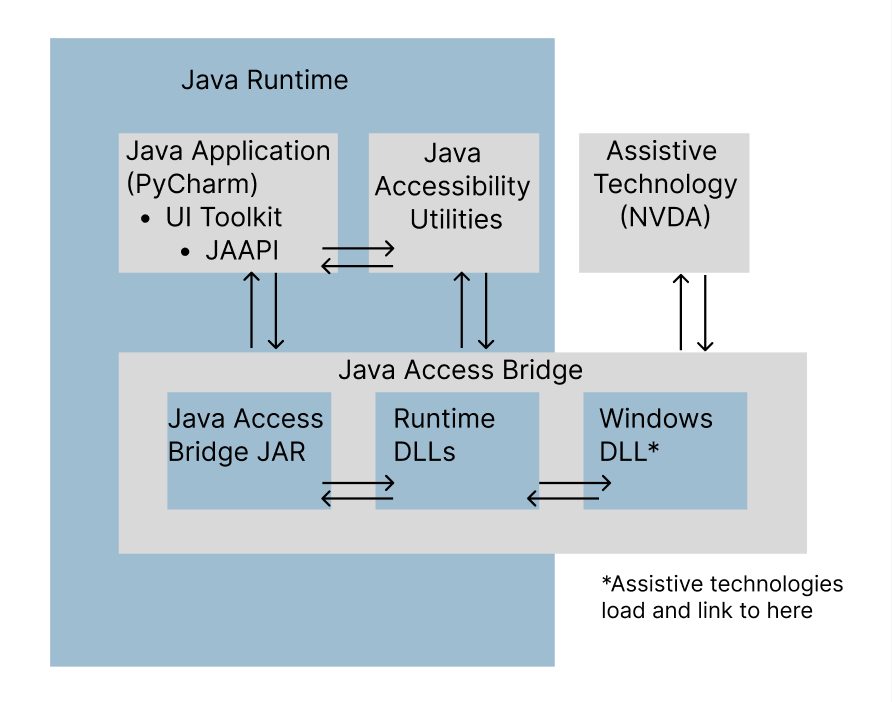 Java Runtime
Java Application
(PyCharm)
• UI Toolkit
• JAAPI
Java
Accessibility
Utilities
Assistive
Technology
(NVDA)
Java Access Bridge
Java Access
Bridge JAR
Runtime
DLLs
Windows
DLL*
*Assistive technologies
load and link to here